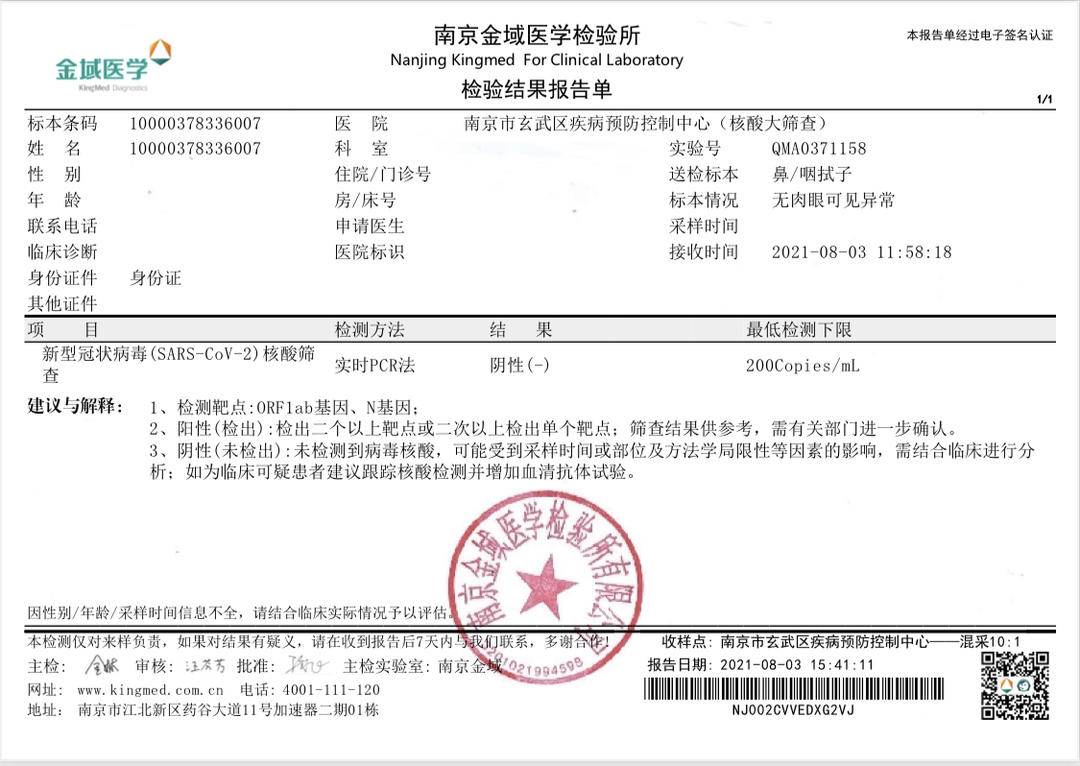 南京金域医学检验所
本报告单经过电子签名认证
金域医学
KingMed Diagnostics
Nanjing Kingmed For Clinical Laboratory
检验结果报告单
1/1
标本条码 10000378336007 医 院 南京市玄武区疾病预防控制中心（核酸大筛查）
姓 名 10000378336007 科 室 实验号 QMA0371158
性 别 住院/门诊号 送检标本 鼻/咽拭子
年 龄 房/床号 标本情况 无肉眼可见异常
联系电话 申请医生 采样时间
临床诊断 医院标识 接收时间 2021-08-03 11:58:18
身份证件 身份证
其他证件
项 目 检测方法 结 果 最低检测下限
新型冠状病毒(SARS-CoV-2)核酸筛
查 实时PCR法 阴性(-) 200Copies/mL
建议与解释： 1、检测靶点:ORF1ab基因、N基因;
2、阳性(检出):检出二个以上靶点或二次以上检出单个靶点；筛查结果供参考，需有关部门进一步确认。
3、阴性(未检出):未检测到病毒核酸，可能受到采样时间或部位及方法学局限性等因素的影响，需结合临床进行分
析；如为临床可疑患者建议跟踪核酸检测并增加血清抗体试验。
南京金域医学检验所有限公司
3201021994598
因性别/年龄/采样时间信息不全，请结合临床实际情况予以评估。
本检测仅对来样负责，如果对结果有疑义，请在收到报告后7天内与我们联系，多谢合作！ 收样点：南京市玄武区疾病预防控制中心——混采10:1
主检： 审核： 批准： 主检实验室：南京金域 报告日期：2021-08-03 15:41:11
网址： www.kingmed.com.cn 电话：4001-111-120
NJ002CVVEDXG2VJ
地址： 南京市江北新区药谷大道11号加速器二期01栋